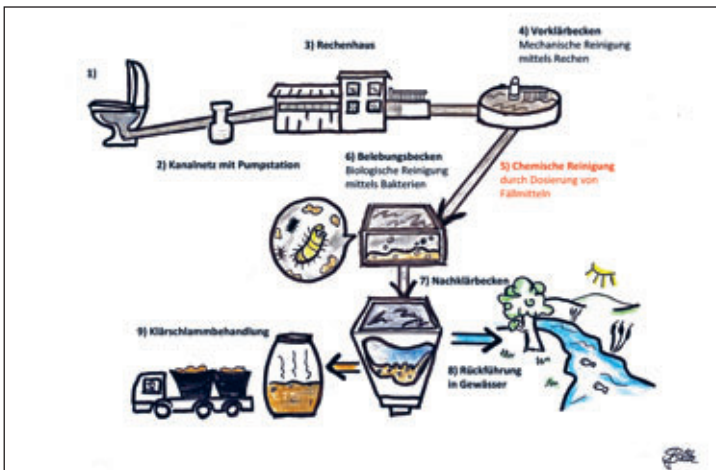 1)
2) Kanalnetz mit Pumpstation
3) Rechenhaus
4) Vorklärbecken
Mechanische Reinigung
mittels Rechen
5) Chemische Reinigung
durch Dosierung von
Fällmitteln
6) Belebungsbecken
Biologische Reinigung
mittels Bakterien
7) Nachklärbecken
8) Rückführung
in Gewässer
9) Klärschlammbehandlung